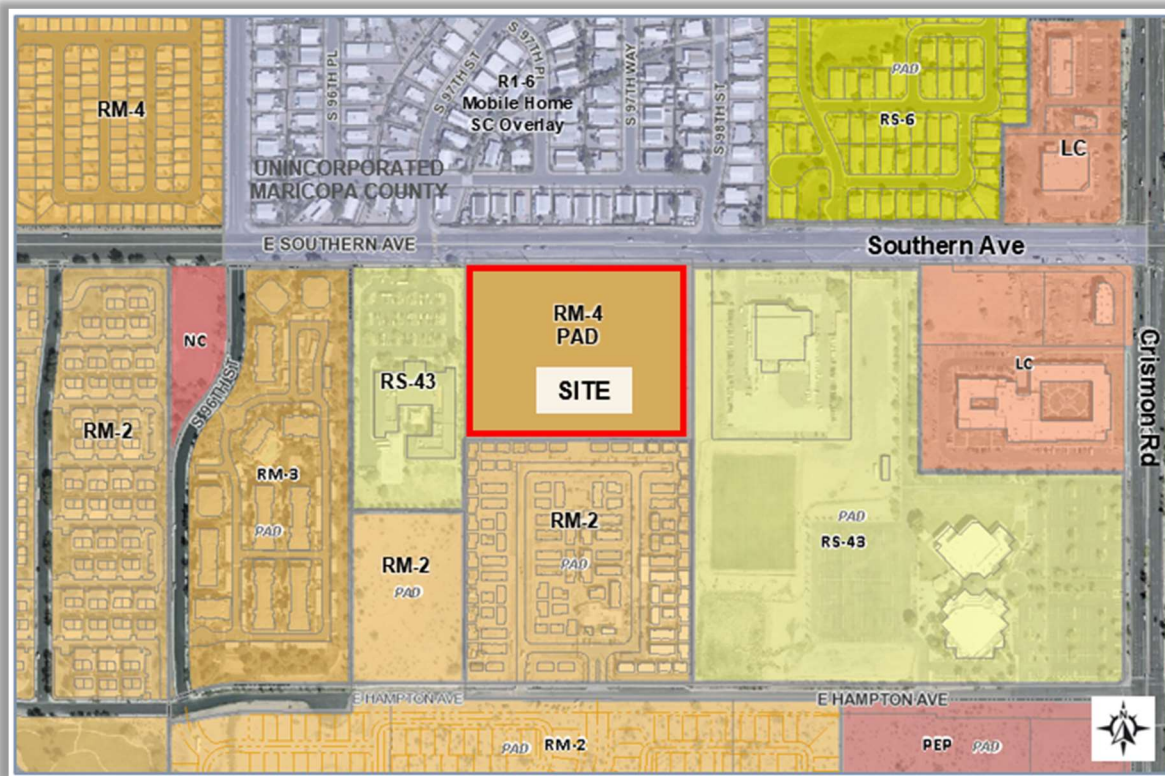 RM-4
S 96TH PL
S 97TH ST
S 97TH PL
R1-6
Mobile Home
SC Overlay
S 97TH WAY
S 98TH ST
PAD
RS-6
LC
UNINCORPORATED
MARICOPA COUNTY
E SOUTHERN AVE
Southern Ave
NC
S 96TH ST
RM-2
RM-3
PAD
RS-43
RM-4
PAD
SITE
LC
Crismon Rd
RM-2
PAD
RM-2
PAD
PAD
RS-43
E HAMPTON AVE
E HAMPTON AVE
PAD
RM-2
PEP
PAD
N